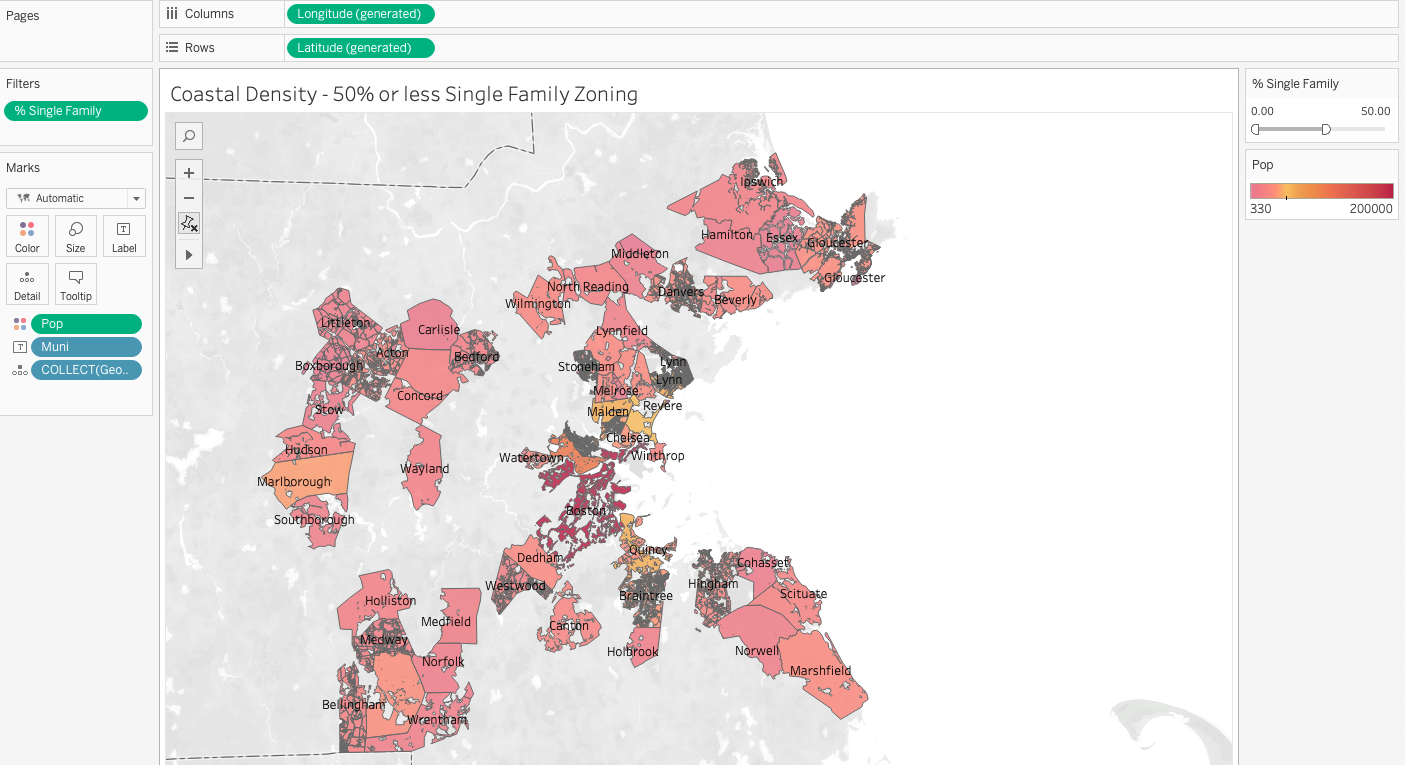 Pages
Columns
Longitude (generated)
Rows
Latitude (generated)
Filters
% Single Family
Marks
Automatic
Color
Size
Label
Detail
Tooltip
Pop
Muni
COLLECT(Geo..
Coastal Density - 50% or less Single Family Zoning
Ipswich
Hamilton
Essex
Gloucester
Gloucester
Middleton
North Reading
Danvers
Beverly
Wilmington
Littleton
Carlisle
Lynnfield
Acton
Bedford
Boxborough
Stoneham
Lynn
Lynn
Concord
Melrose
Stow
Malden
Revere
Chelsea
Hudson
Watertown
Winthrop
Wayland
Marlborough
Southborough
Boston
Quincy
Dedham
Cohasset
Westwood
Hingham
Braintree
Scituate
Holliston
Medfield
Canton
Medway
Holbrook
Norwell
Norfolk
Marshfield
Bellingham
Wrentham
% Single Family
0.00 50.00
Pop
330 200000